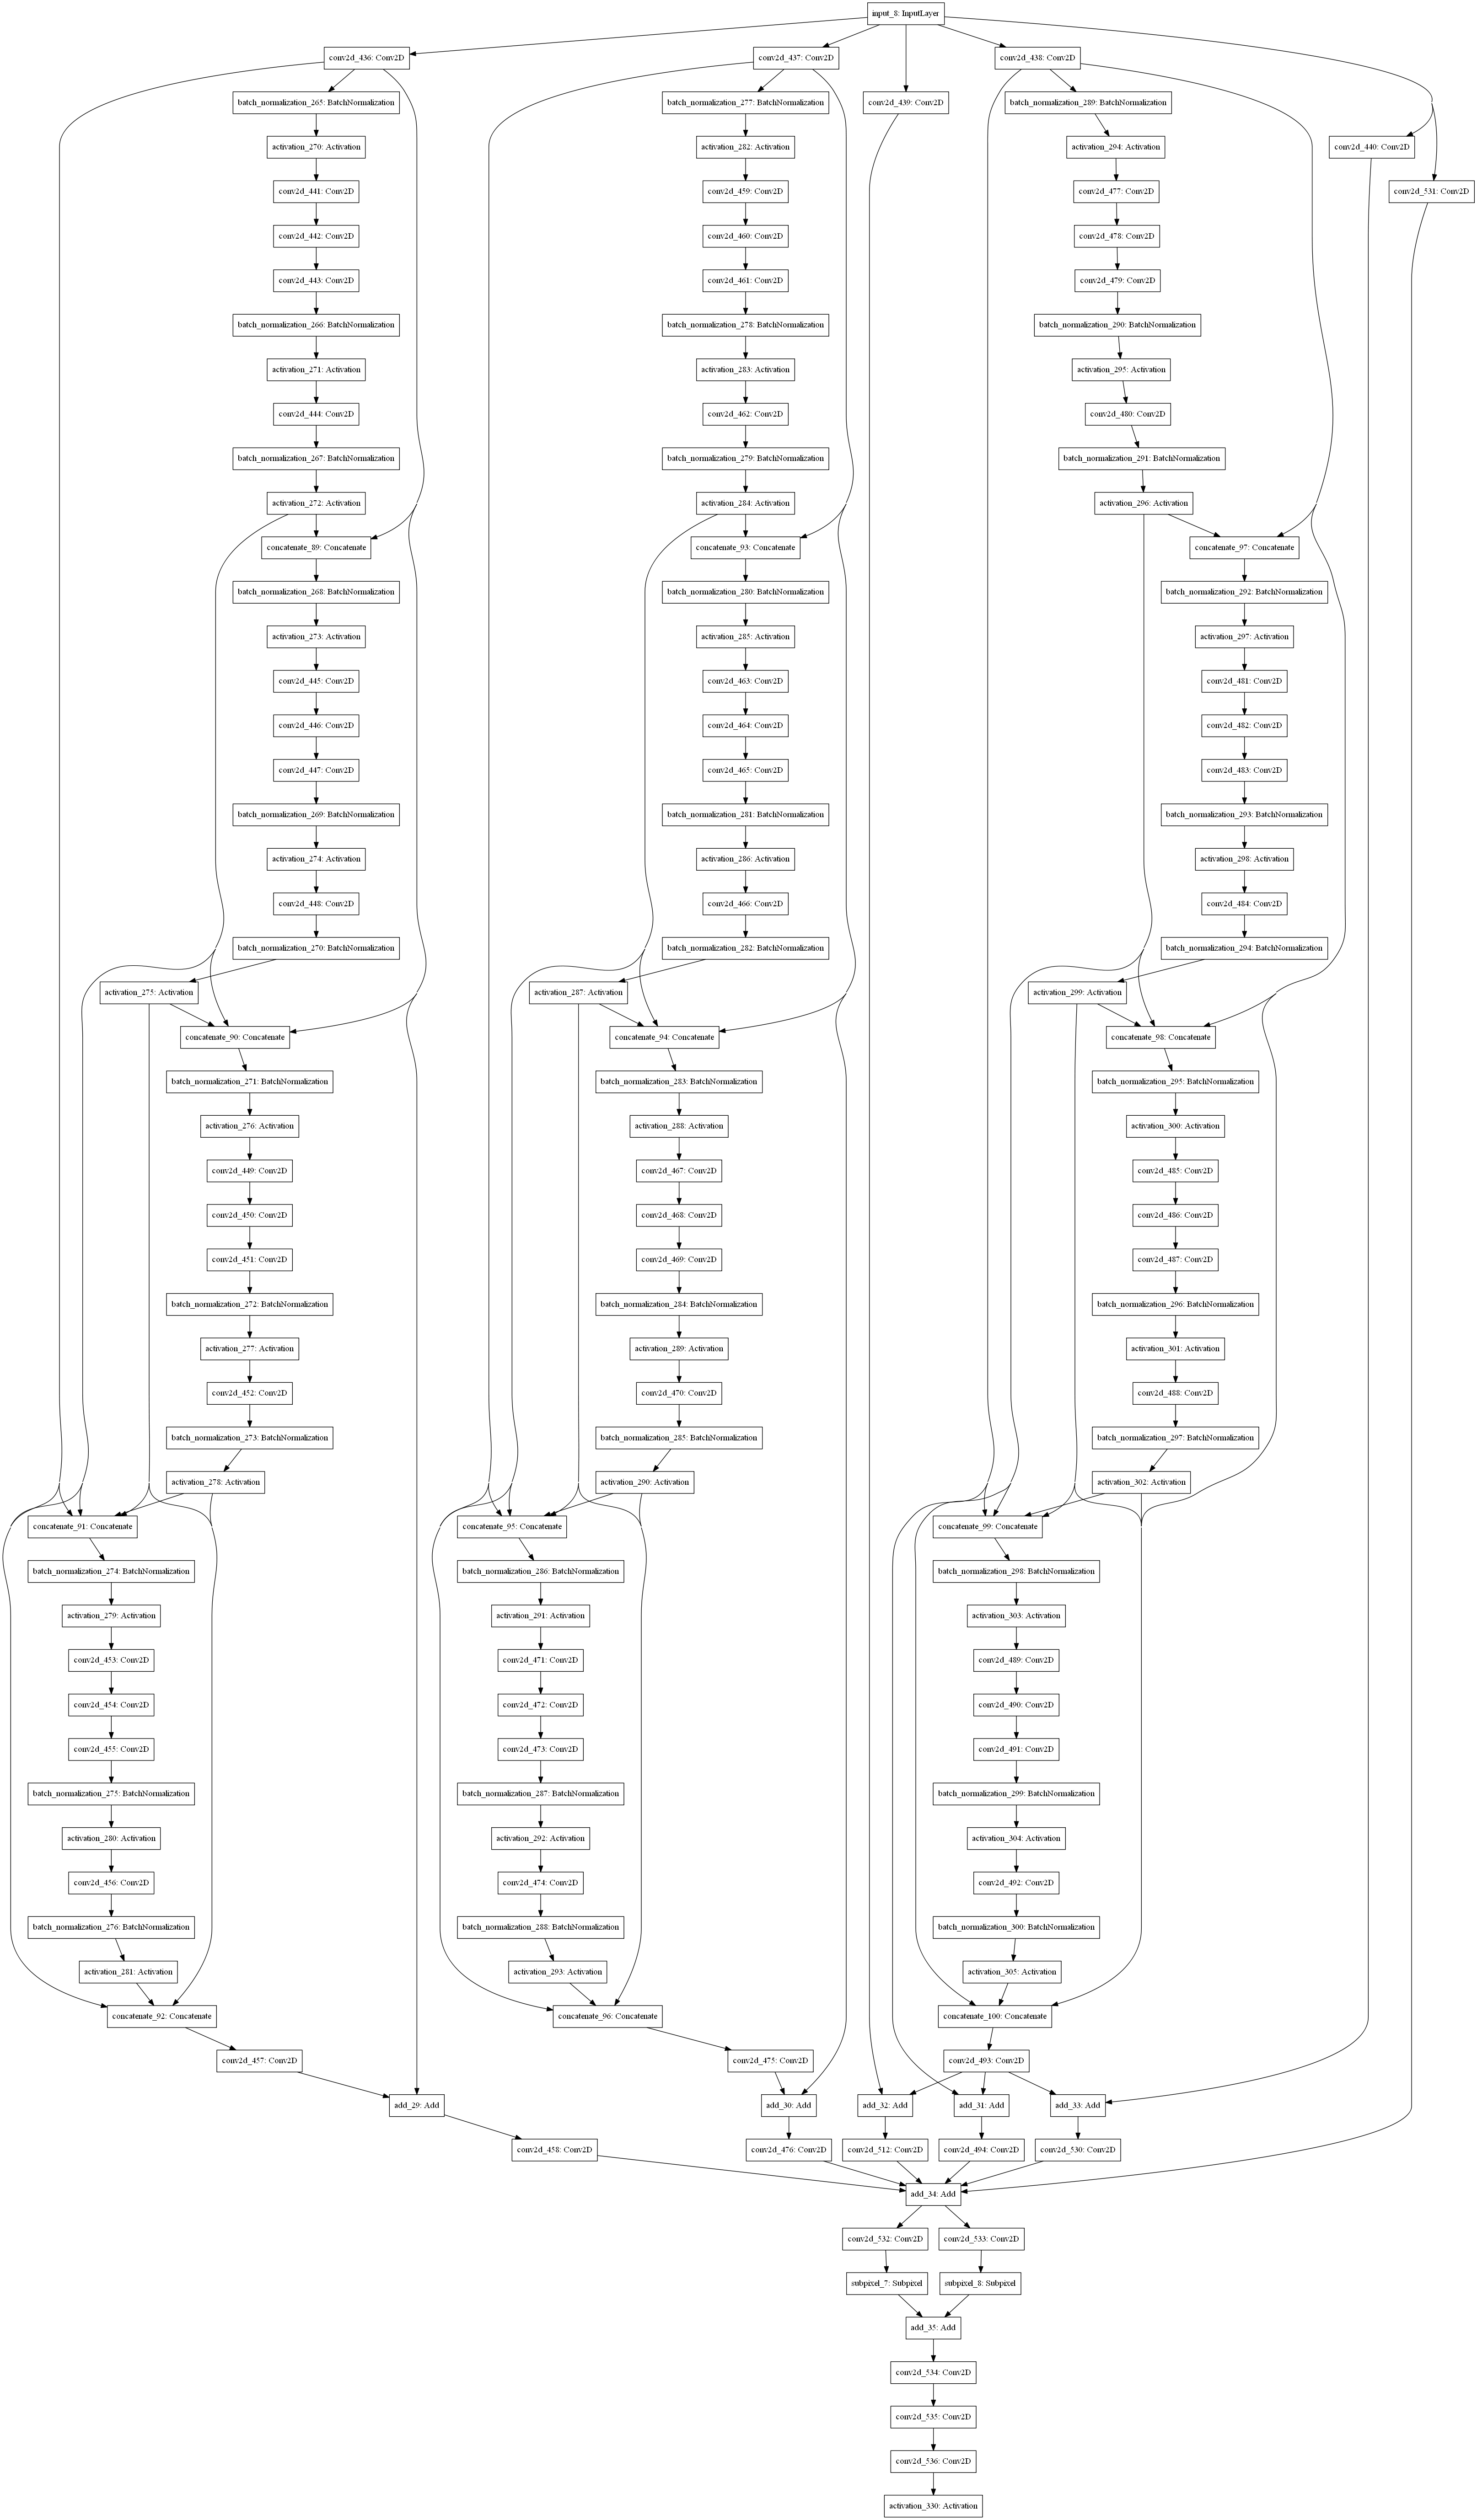 input_8: InputLayer
conv2d_436: Conv2D
conv2d_437: Conv2D
conv2d_438: Conv2D
batch_normalization_265: BatchNormalization
batch_normalization_277: BatchNormalization
conv2d_439: Conv2D
batch_normalization_289: BatchNormalization
activation_270: Activation
activation_282: Activation
activation_294: Activation
conv2d_440: Conv2D
conv2d_441: Conv2D
conv2d_459: Conv2D
conv2d_477: Conv2D
conv2d_531: Conv2D
conv2d_442: Conv2D
conv2d_460: Conv2D
conv2d_478: Conv2D
conv2d_443: Conv2D
conv2d_461: Conv2D
conv2d_479: Conv2D
batch_normalization_266: BatchNormalization
batch_normalization_278: BatchNormalization
batch_normalization_290: BatchNormalization
activation_271: Activation
activation_283: Activation
activation_295: Activation
conv2d_444: Conv2D
conv2d_462: Conv2D
conv2d_480: Conv2D
batch_normalization_267: BatchNormalization
batch_normalization_279: BatchNormalization
batch_normalization_291: BatchNormalization
activation_272: Activation
activation_284: Activation
activation_296: Activation
concatenate_89: Concatenate
concatenate_93: Concatenate
concatenate_97: Concatenate
batch_normalization_268: BatchNormalization
batch_normalization_280: BatchNormalization
batch_normalization_292: BatchNormalization
activation_273: Activation
activation_285: Activation
activation_297: Activation
conv2d_445: Conv2D
conv2d_463: Conv2D
conv2d_481: Conv2D
conv2d_446: Conv2D
conv2d_464: Conv2D
conv2d_482: Conv2D
conv2d_447: Conv2D
conv2d_465: Conv2D
conv2d_483: Conv2D
batch_normalization_269: BatchNormalization
batch_normalization_281: BatchNormalization
batch_normalization_293: BatchNormalization
activation_274: Activation
activation_286: Activation
activation_298: Activation
conv2d_448: Conv2D
conv2d_466: Conv2D
conv2d_484: Conv2D
batch_normalization_270: BatchNormalization
batch_normalization_282: BatchNormalization
batch_normalization_294: BatchNormalization
activation_275: Activation
activation_287: Activation
activation_299: Activation
concatenate_90: Concatenate
concatenate_94: Concatenate
concatenate_98: Concatenate
batch_normalization_271: BatchNormalization
batch_normalization_283: BatchNormalization
batch_normalization_295: BatchNormalization
activation_276: Activation
activation_288: Activation
activation_300: Activation
conv2d_449: Conv2D
conv2d_467: Conv2D
conv2d_485: Conv2D
conv2d_450: Conv2D
conv2d_468: Conv2D
conv2d_486: Conv2D
conv2d_451: Conv2D
conv2d_469: Conv2D
conv2d_487: Conv2D
batch_normalization_272: BatchNormalization
batch_normalization_284: BatchNormalization
batch_normalization_296: BatchNormalization
activation_277: Activation
activation_289: Activation
activation_301: Activation
conv2d_452: Conv2D
conv2d_470: Conv2D
conv2d_488: Conv2D
batch_normalization_273: BatchNormalization
batch_normalization_285: BatchNormalization
batch_normalization_297: BatchNormalization
activation_278: Activation
activation_290: Activation
activation_302: Activation
concatenate_91: Concatenate
concatenate_95: Concatenate
concatenate_99: Concatenate
batch_normalization_274: BatchNormalization
batch_normalization_286: BatchNormalization
batch_normalization_298: BatchNormalization
activation_279: Activation
activation_291: Activation
activation_303: Activation
conv2d_453: Conv2D
conv2d_471: Conv2D
conv2d_489: Conv2D
conv2d_454: Conv2D
conv2d_472: Conv2D
conv2d_490: Conv2D
conv2d_455: Conv2D
conv2d_473: Conv2D
conv2d_491: Conv2D
batch_normalization_275: BatchNormalization
batch_normalization_287: BatchNormalization
batch_normalization_299: BatchNormalization
activation_280: Activation
activation_292: Activation
activation_304: Activation
conv2d_456: Conv2D
conv2d_474: Conv2D
conv2d_492: Conv2D
batch_normalization_276: BatchNormalization
batch_normalization_288: BatchNormalization
batch_normalization_300: BatchNormalization
activation_281: Activation
activation_293: Activation
activation_305: Activation
concatenate_92: Concatenate
concatenate_96: Concatenate
concatenate_100: Concatenate
conv2d_457: Conv2D
conv2d_475: Conv2D
conv2d_493: Conv2D
add_29: Add
add_30: Add
add_32: Add
add_31: Add
add_33: Add
conv2d_458: Conv2D
conv2d_476: Conv2D
conv2d_512: Conv2D
conv2d_494: Conv2D
conv2d_530: Conv2D
add_34: Add
conv2d_532: Conv2D
conv2d_533: Conv2D
subpixel_7: Subpixel
subpixel_8: Subpixel
add_35: Add
conv2d_534: Conv2D
conv2d_535: Conv2D
conv2d_536: Conv2D
activation_330: Activation